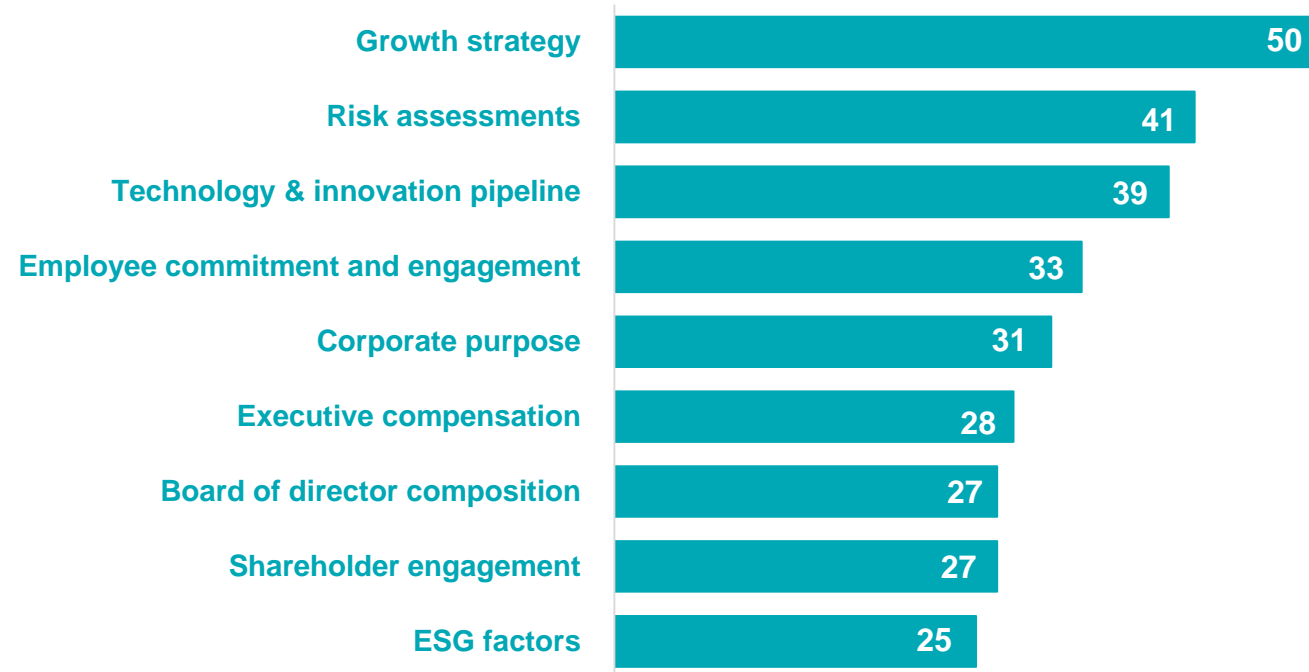 Growth strategy 50
Risk assessments 41
Technology & innovation pipeline 39
Employee commitment and engagement 33
Corporate purpose 31
Executive compensation 28
Board of director composition 27
Shareholder engagement 27
ESG factors 25